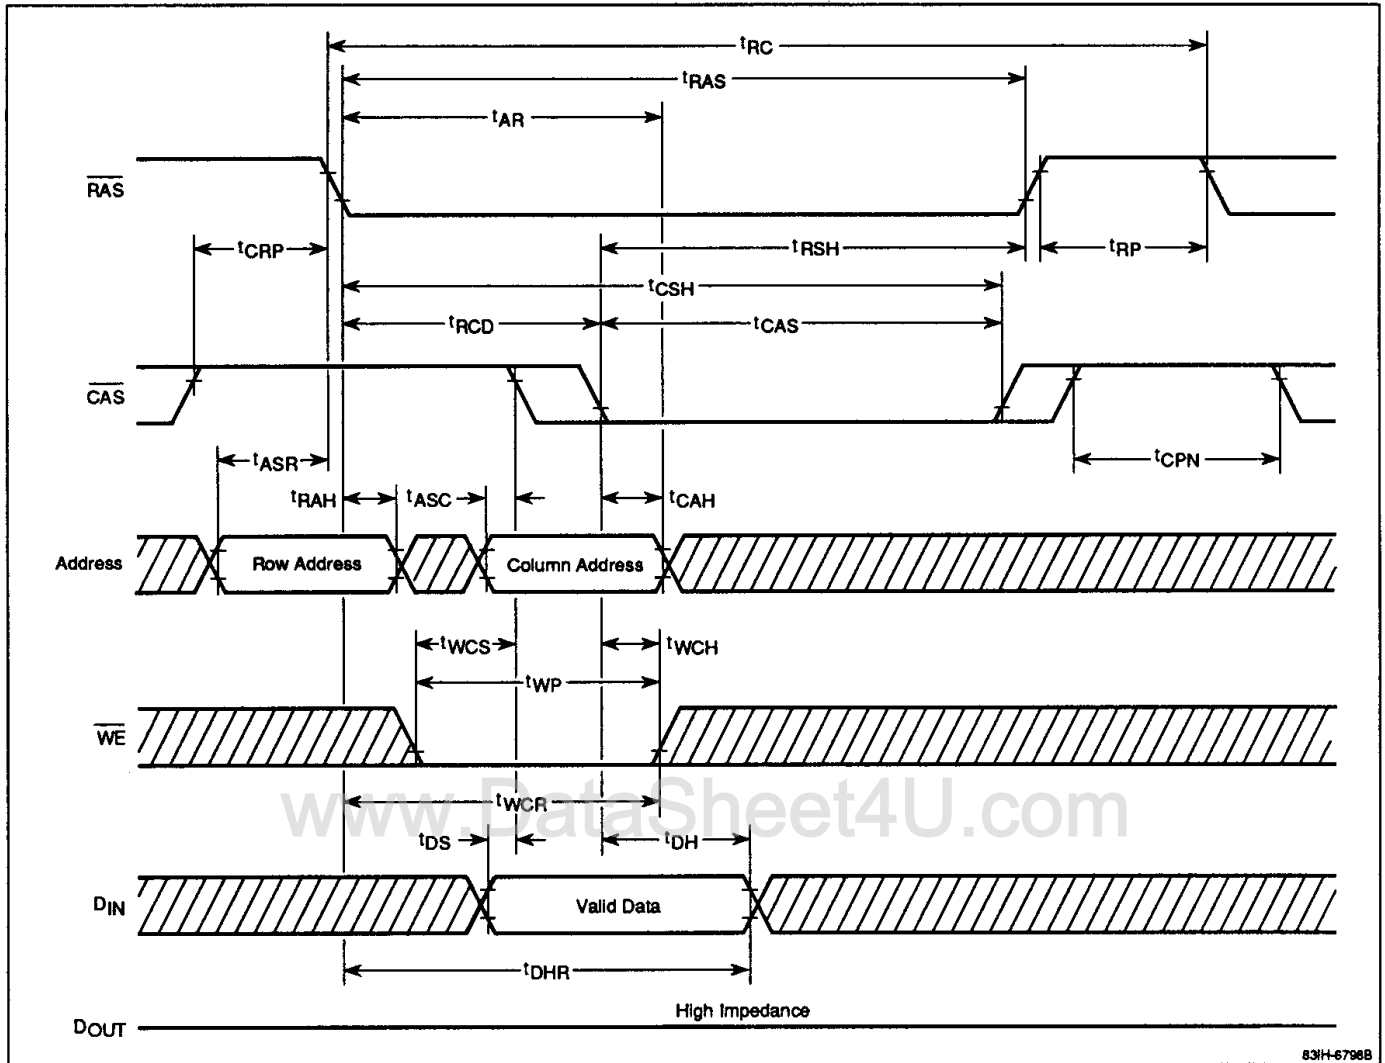 tRC
tRAS
tAR
RAS
tCRP
tRSH
tRP
tCSH
tRCD
tCAS
CAS
tASR
tCPN
tRAH
tASC
tCAH
Address
Row Address
Column Address
tWCS
tWCH
tWP
WE
www.DataSheet4U.com
tWCR
tDS
tDH
DIN
Valid Data
tDHR
High Impedance
DOUT
83IH-6798B